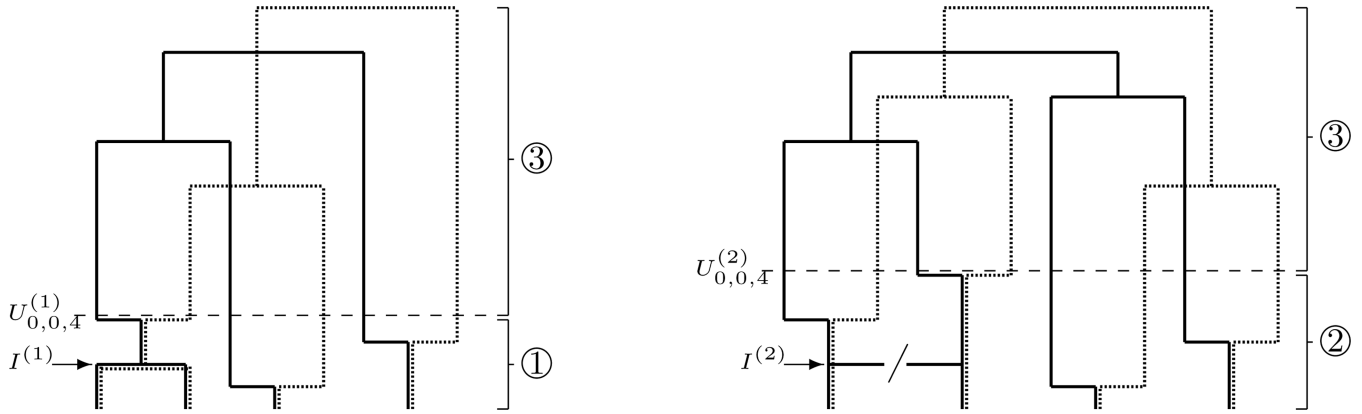 ③
U_{0,0,4}^{(1)}
I^{(1)}
①
③
U_{0,0,4}^{(2)}
I^{(2)}
②